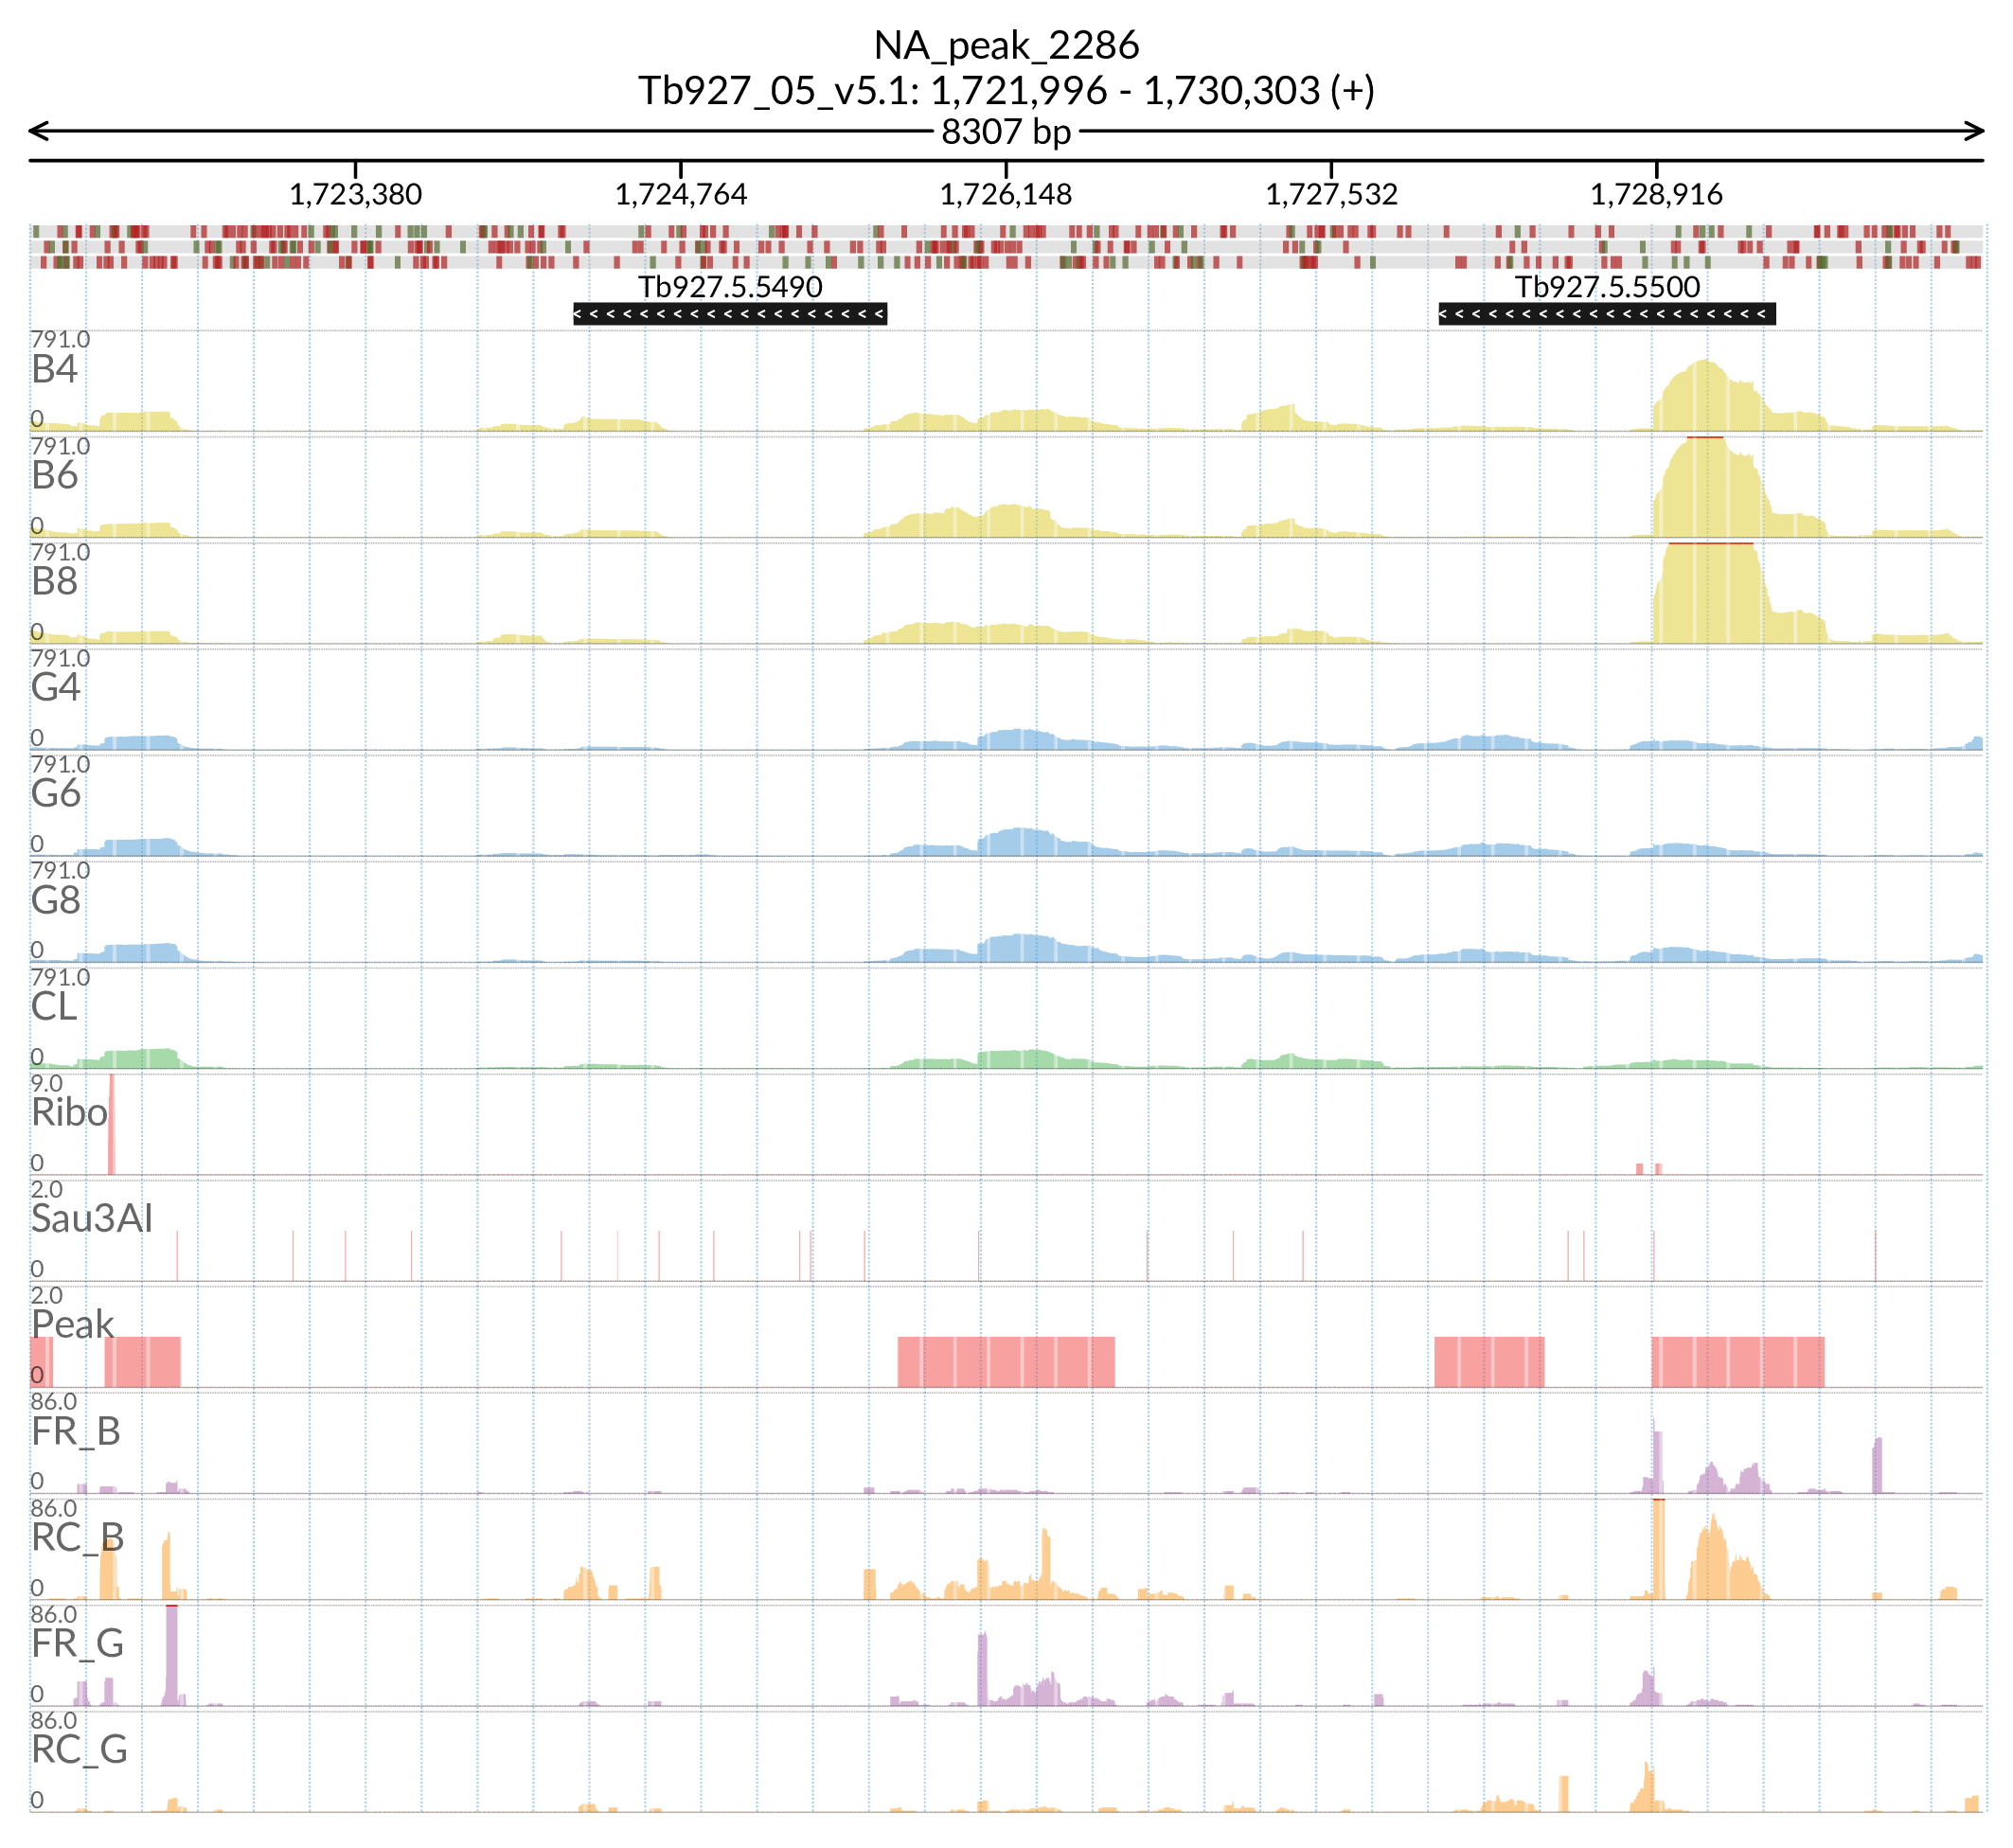 NA_peak_2286
Tb927_05_v5.1: 1,721,996 - 1,730,303 (+)
8307 bp
1,723,380 1,724,764 1,726,148 1,727,532 1,728,916
Tb927.5.5490 Tb927.5.5500
791.0
B4
0
791.0
B6
0
791.0
B8
0
791.0
G4
0
791.0
G6
0
791.0
G8
0
791.0
CL
0
9.0
Ribo
0
2.0
Sau3AI
0
2.0
Peak
0
86.0
FR_B
0
86.0
RC_B
0
86.0
FR_G
0
86.0
RC_G
0